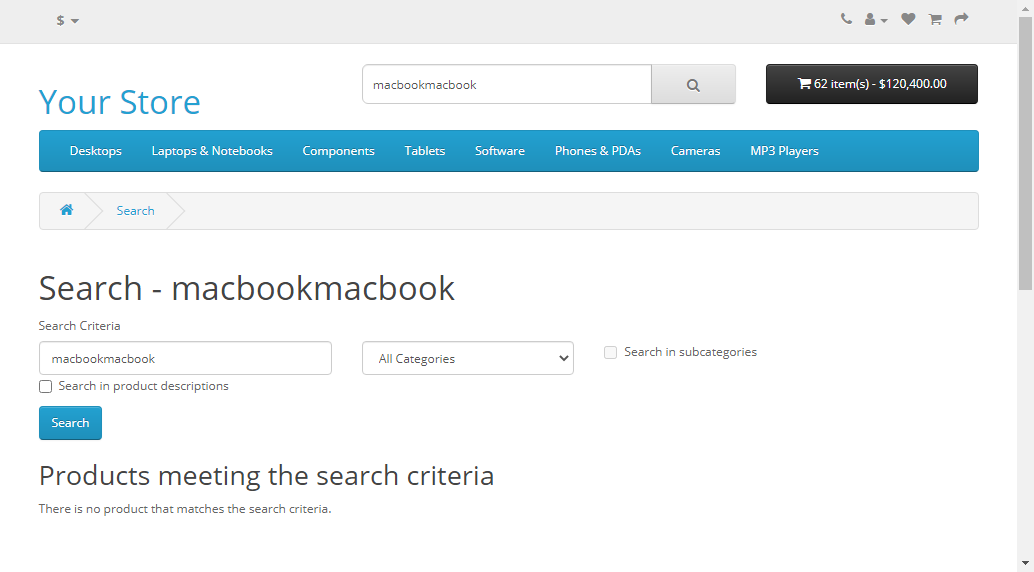 $
macbookmacbook
62 item(s) - $120,400.00
Your Store
Desktops Laptops & Notebooks Components Tablets Software Phones & PDAs Cameras MP3 Players
Search
Search - macbookmacbook
Search Criteria
macbookmacbook All Categories Search in subcategories
Search in product descriptions
Search
Products meeting the search criteria
There is no product that matches the search criteria.